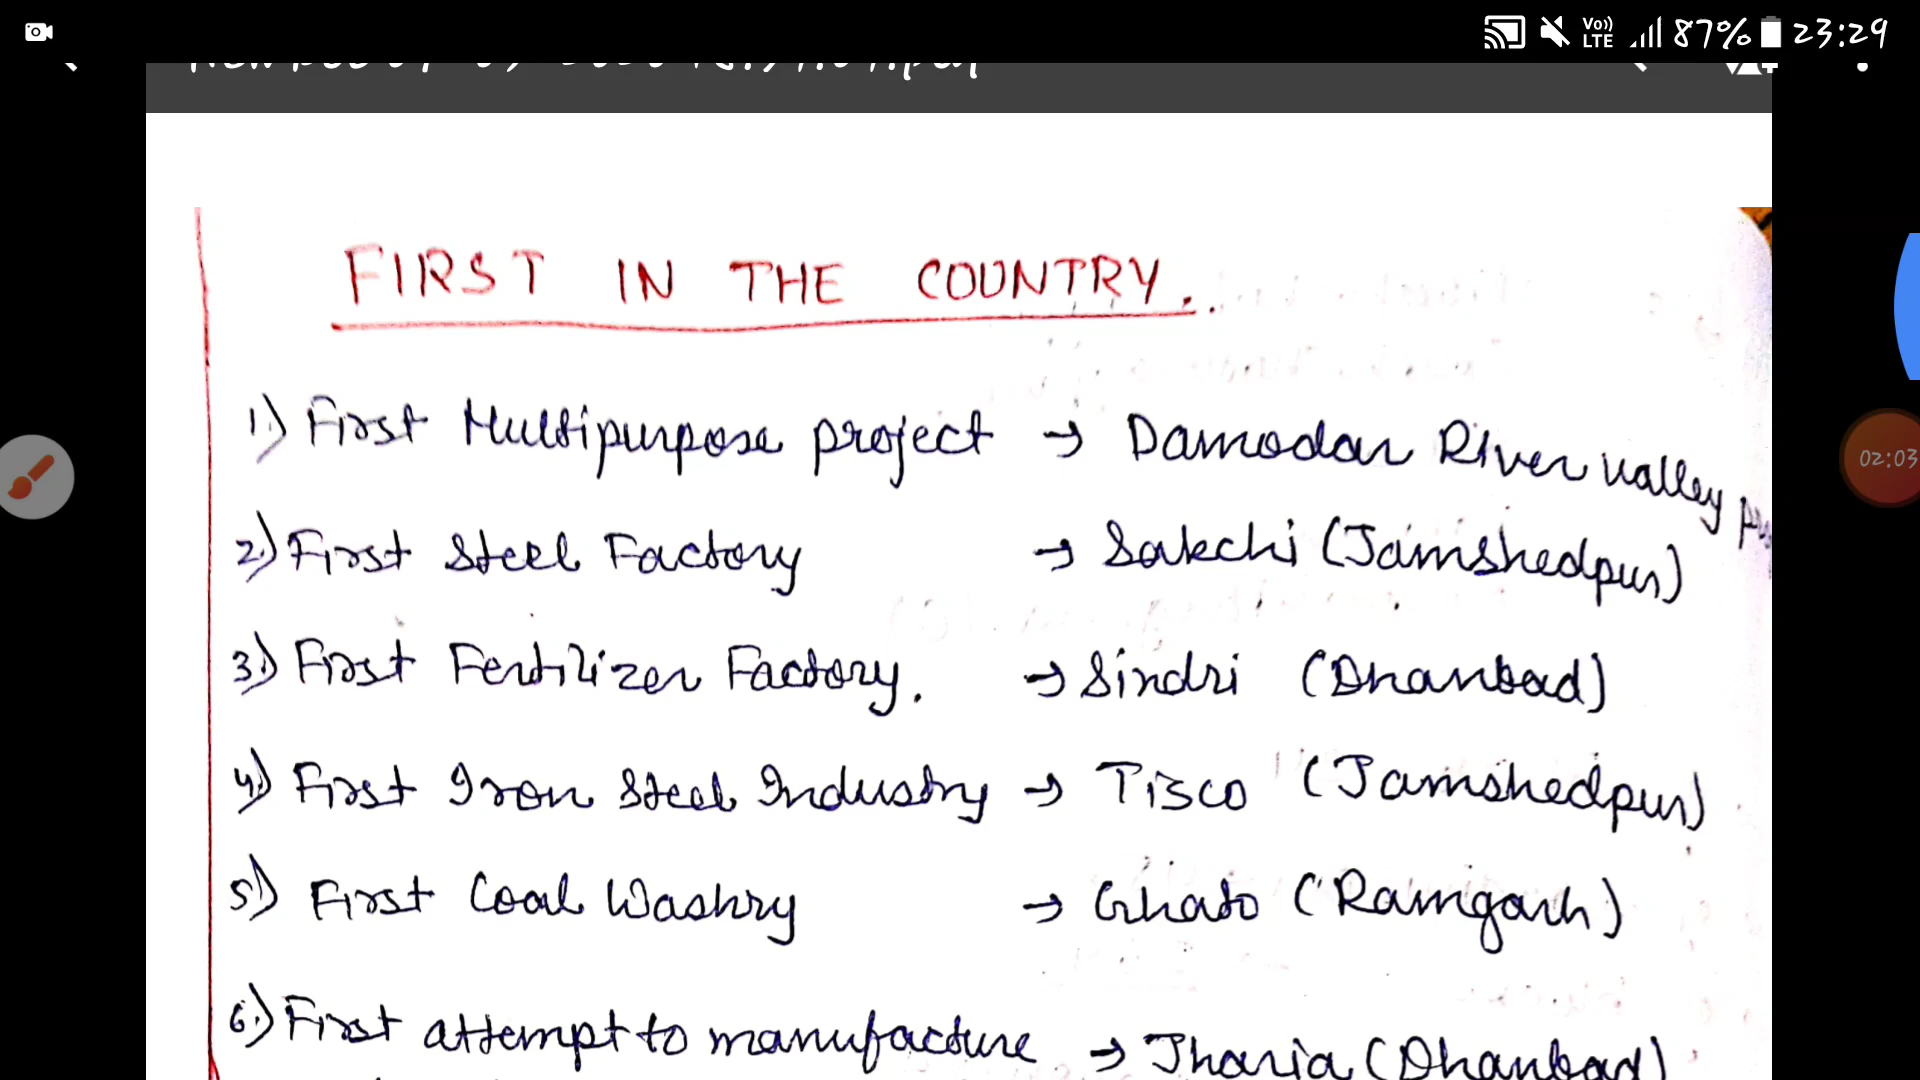 Vo))
LTE
87%
23:29
FIRST IN THE COUNTRY..
1.) First Multipurpose project → Damodar River valley
2.) First Steel Factory → Sakchi (Jamshedpur)
3.) First Fertilizer Factory. → Sindri (Dhanbad)
4.) First Iron Steel Industry → Tisco (Jamshedpur)
5.) First Coal Washry → Ghato (Ramgarh)
6.) First attempt to manufacture → Jharia (Dhanbad)
02:03